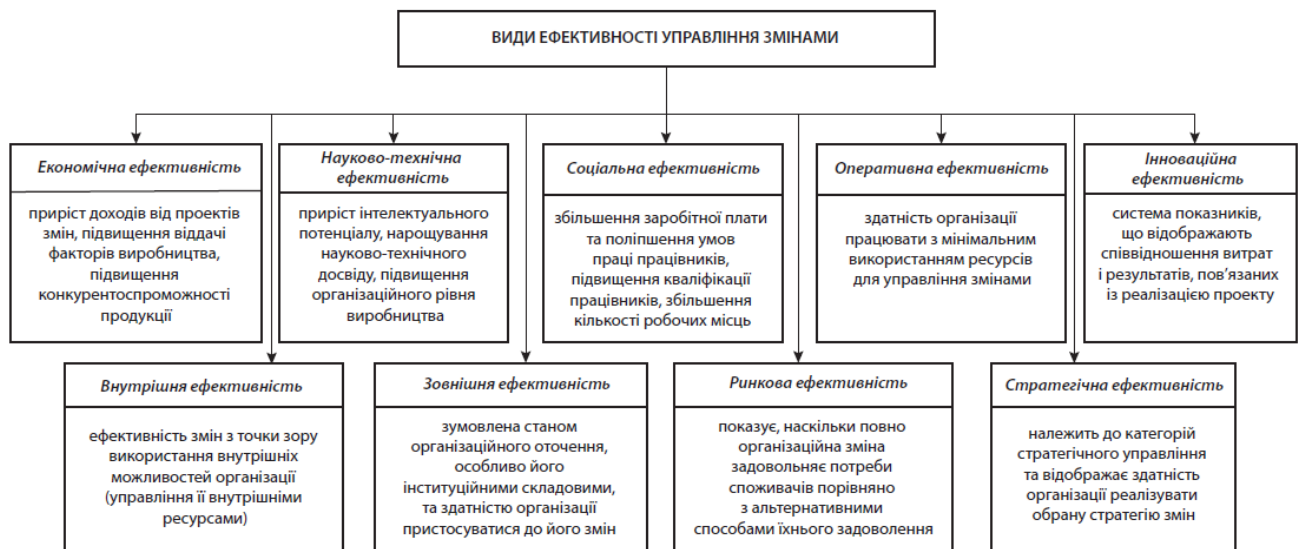 ВИДИ ЕФЕКТИВНОСТІ УПРАВЛІННЯ ЗМІНАМИ
Економічна ефективність
приріст доходів від проектів
змін, підвищення віддачі
факторів виробництва,
підвищення
конкурентоспроможності
продукції
Науково-технічна
ефективність
приріст інтелектуального
потенціалу, нарощування
науково-технічного
досвіду, підвищення
організаційного рівня
виробництва
Соціальна ефективність
збільшення заробітної плати
та поліпшення умов
праці працівників,
підвищення кваліфікації
працівників, збільшення
кількості робочих місць
Оперативна ефективність
здатність організації
працювати з мінімальним
використанням ресурсів
для управління змінами
Інноваційна
ефективність
система показників,
що відображають
співвідношення витрат
і результатів, пов’язаних
із реалізацією проекту
Внутрішня ефективність
ефективність змін з точки зору
використання внутрішніх
можливостей організації
(управління її внутрішніми
ресурсами)
Зовнішня ефективність
зумовлена станом
організаційного оточення,
особливо його
інституційними складовими,
та здатністю організації
пристосуватися до його змін
Ринкова ефективність
показує, наскільки повно
організаційна зміна
задовольняє потреби
споживачів порівняно
з альтернативними
способами їхнього задоволення
Стратегічна ефективність
належить до категорій
стратегічного управління
та відображає здатність
організації реалізувати
обрану стратегію змін